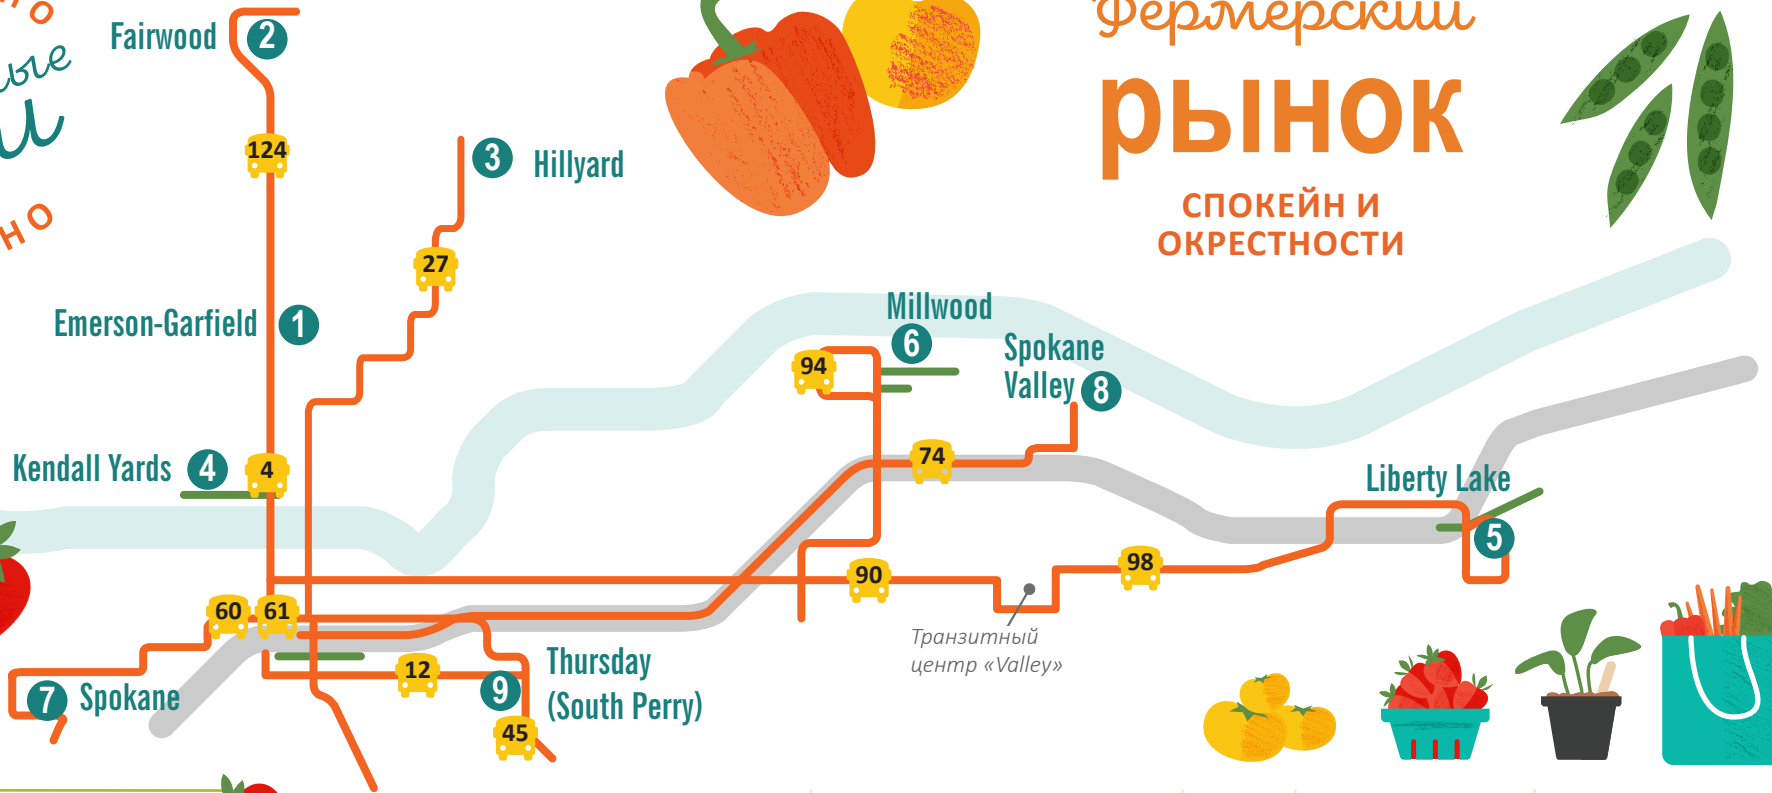 Fairwood 2
Фермерский
рынок
СПОКЕЙН И
ОКРЕСТНОСТИ
124
3 Hillyard
27
Emerson-Garfield 1
Millwood
6
94
Spokane
Valley 8
74
Kendall Yards 4
4
Liberty Lake
5
90
98
60
61
Транзитный
центр «Valley»
12
Thursday
(South Perry)
9
7 Spokane
45